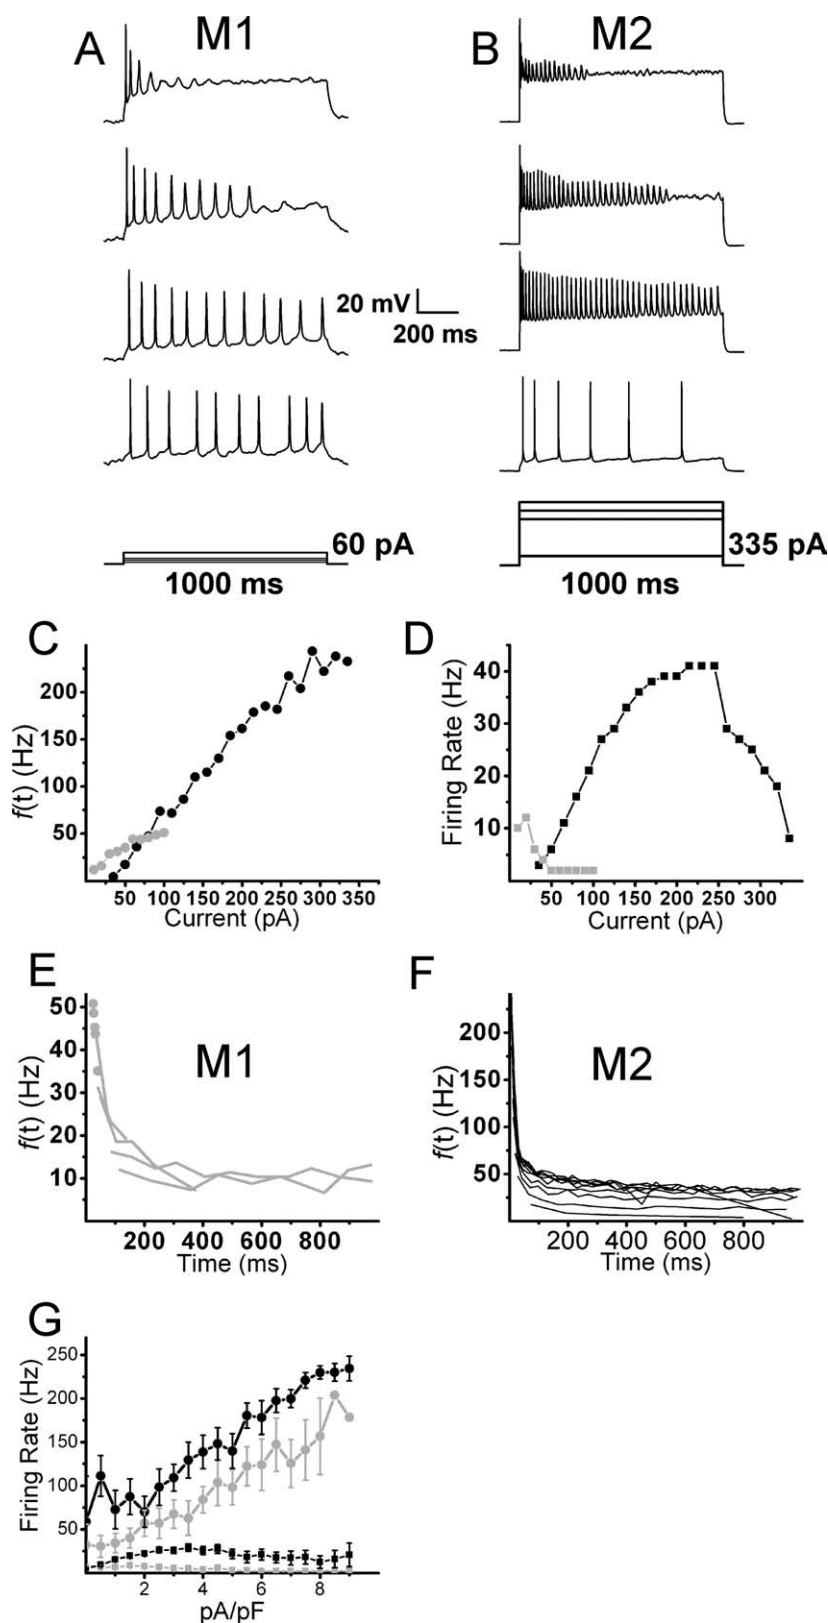 A M1
B M2
20 mV
200 ms
60 pA
1000 ms
335 pA
1000 ms
C
f(t) (Hz)
200
150
100
50
50 100 150 200 250 300 350
Current (pA)
D
Firing Rate (Hz)
40
30
20
10
50 100 150 200 250 300
Current (pA)
E
M1
f(t) (Hz)
50
40
30
20
10
200 400 600 800
Time (ms)
F
M2
f(t) (Hz)
200
150
100
50
200 400 600 800
Time (ms)
G
Firing Rate (Hz)
250
200
150
100
50
2 4 6 8
pA/pF